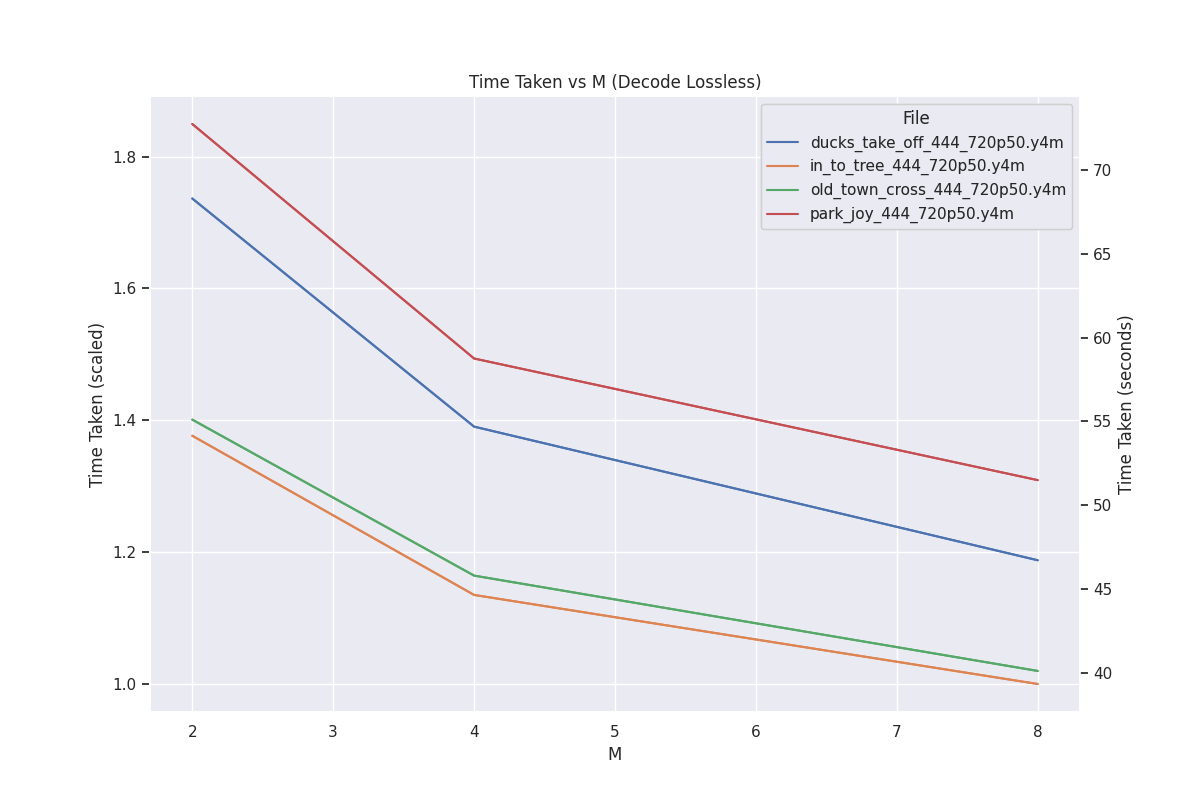 Time Taken vs M (Decode Lossless)
File
ducks_take_off_444_720p50.y4m
in_to_tree_444_720p50.y4m
old_town_cross_444_720p50.y4m
park_joy_444_720p50.y4m
Time Taken (scaled)
1.8
1.6
1.4
1.2
1.0
70
65
60
55
50
45
40
Time Taken (seconds)
2 3 4 5 6 7 8
M